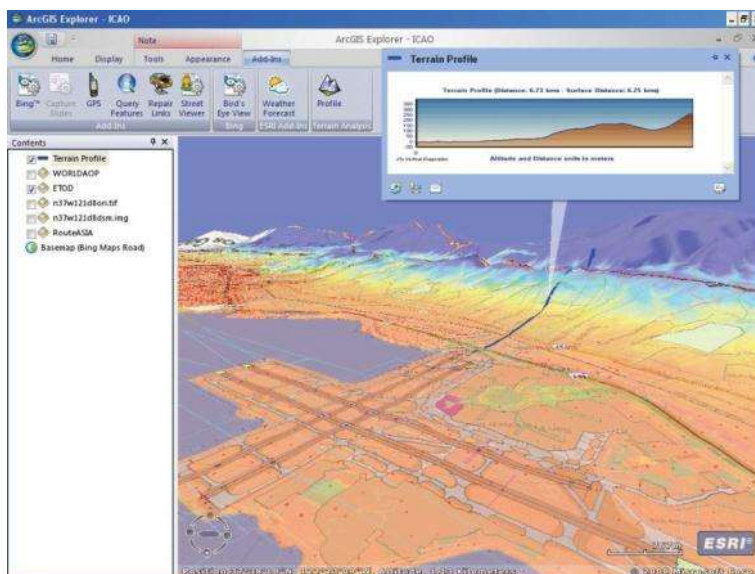 ArcGIS Explorer - ICAO
Note
ArcGIS Explorer - ICAO
Home Display Tools Appearance Add-Ins
Bing™ Capture Slides GPS Query Features Repair Links Street Viewer Bird's Eye View Weather Forecast Profile
Add-Ins Bing ESRI Add-Ins Terrain Analysis
Contents
Terrain Profile
WORLDAOP
ETOD
n37w121d8dsm.img
RouteASIA
Basemap (Bing Maps Road)
Terrain Profile
Altitude and Distance units in meters
ESRI